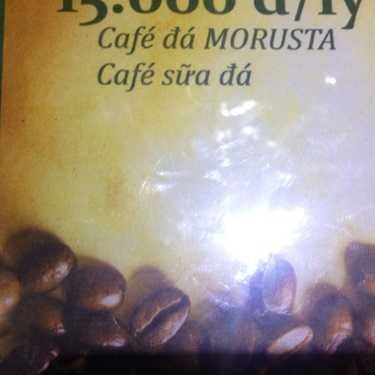 15.000 đ/ly
Café đá MORUSTA
Café sữa đá